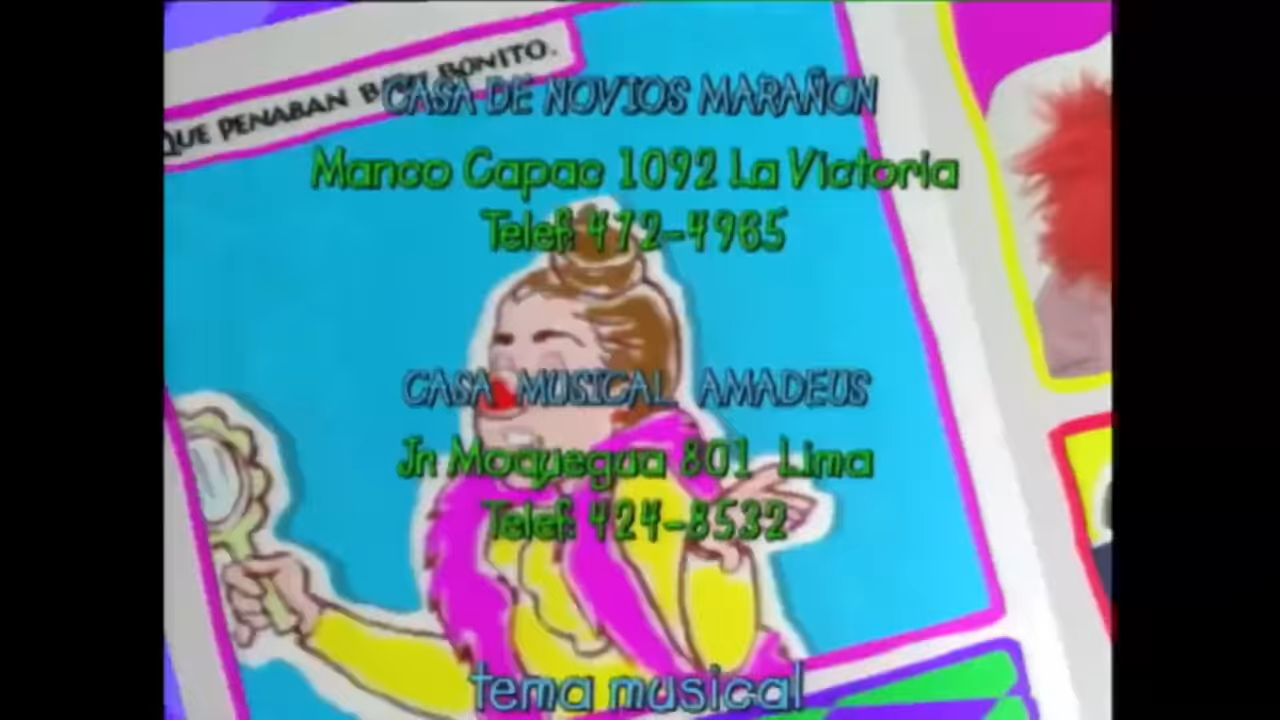 QUE PENABAN BONITO.
CASA DE NOVIOS MARAÑON
Manco Capac 1092 La Victoria
Telef: 472-4965
CASA MUSICAL AMADEUS
Jn Moquegua 801 Lima
Telef: 424-8532
tema musical